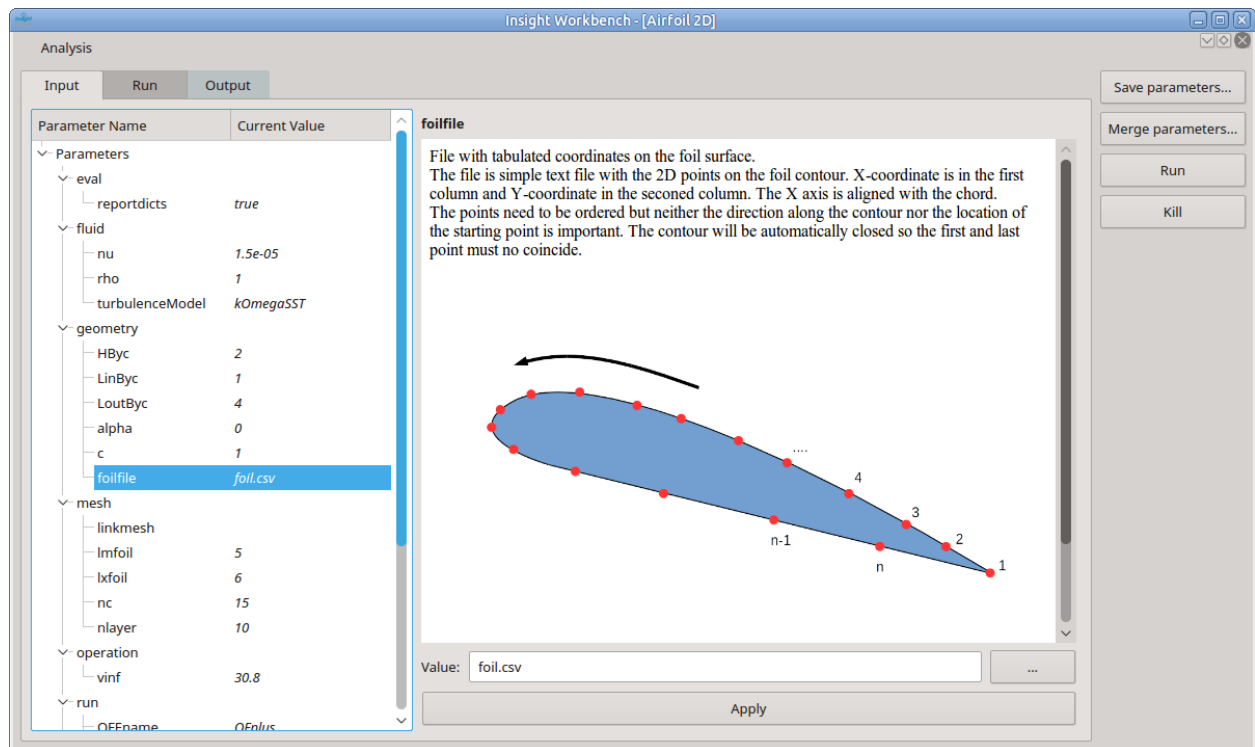 Insight Workbench - [Airfoil 2D]
Analysis
Input Run Output
Parameter Name Current Value
Parameters
eval
reportdicts true
fluid
nu 1.5e-05
rho 1
turbulenceModel kOmegaSST
geometry
HByc 2
LinByc 1
LoutByc 4
alpha 0
c 1
foilfile foil.csv
mesh
linkmesh
lmfoil 5
lxfoil 6
nc 15
nlayer 10
operation
vinf 30.8
run
OFEname OFplus
foilfile
File with tabulated coordinates on the foil surface.
The file is simple text file with the 2D points on the foil contour. X-coordinate is in the first
column and Y-coordinate in the seconed column. The X axis is aligned with the chord.
The points need to be ordered but neither the direction along the contour nor the location of
the starting point is important. The contour will be automatically closed so the first and last
point must no coincide.
....
4
3
2
1
n-1
n
Value: foil.csv ...
Apply
Save parameters...
Merge parameters...
Run
Kill